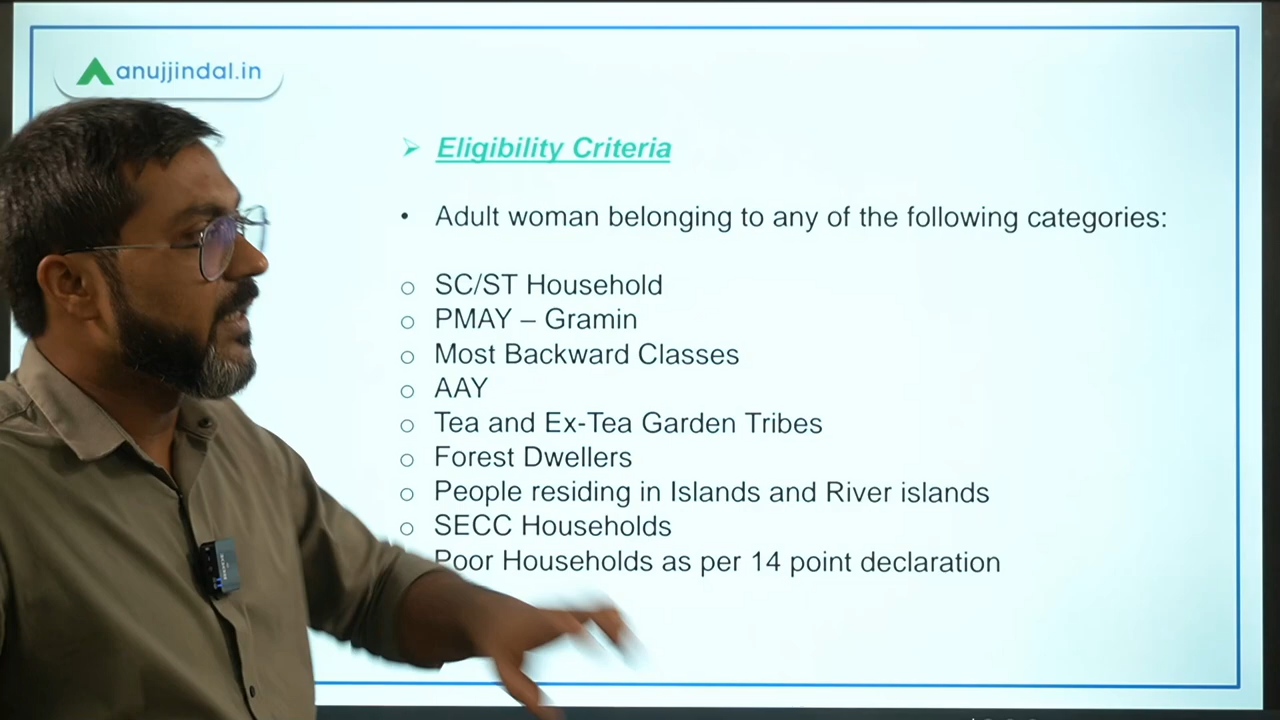 anujjindal.in
➢ Eligibility Criteria
• Adult woman belonging to any of the following categories:
o SC/ST Household
o PMAY – Gramin
o Most Backward Classes
o AAY
o Tea and Ex-Tea Garden Tribes
o Forest Dwellers
o People residing in Islands and River islands
o SECC Households
Poor Households as per 14 point declaration